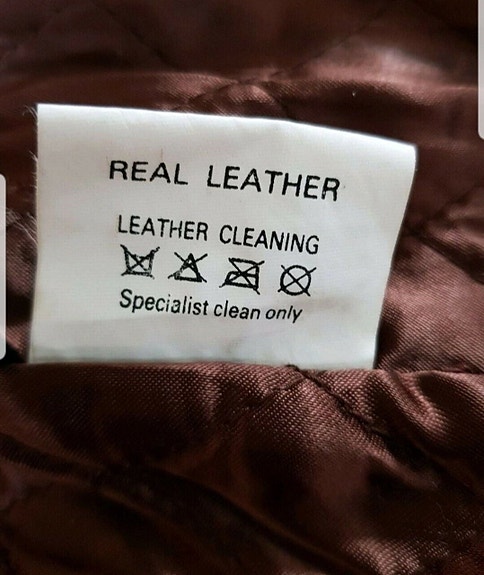 REAL LEATHER
LEATHER CLEANING
Specialist clean only